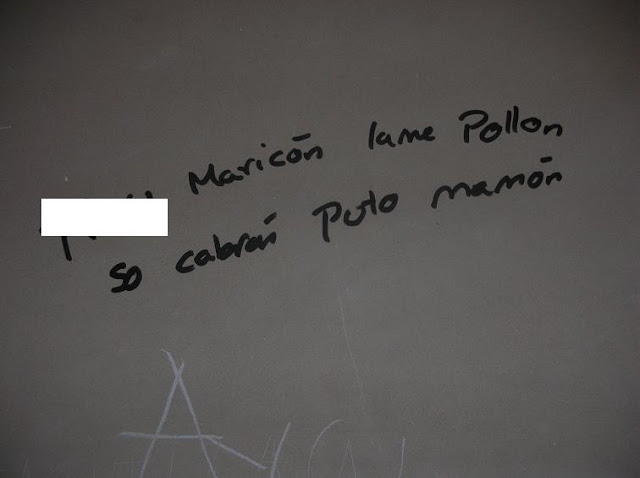 Maricón lame Pollon
so cabrón Puto mamón